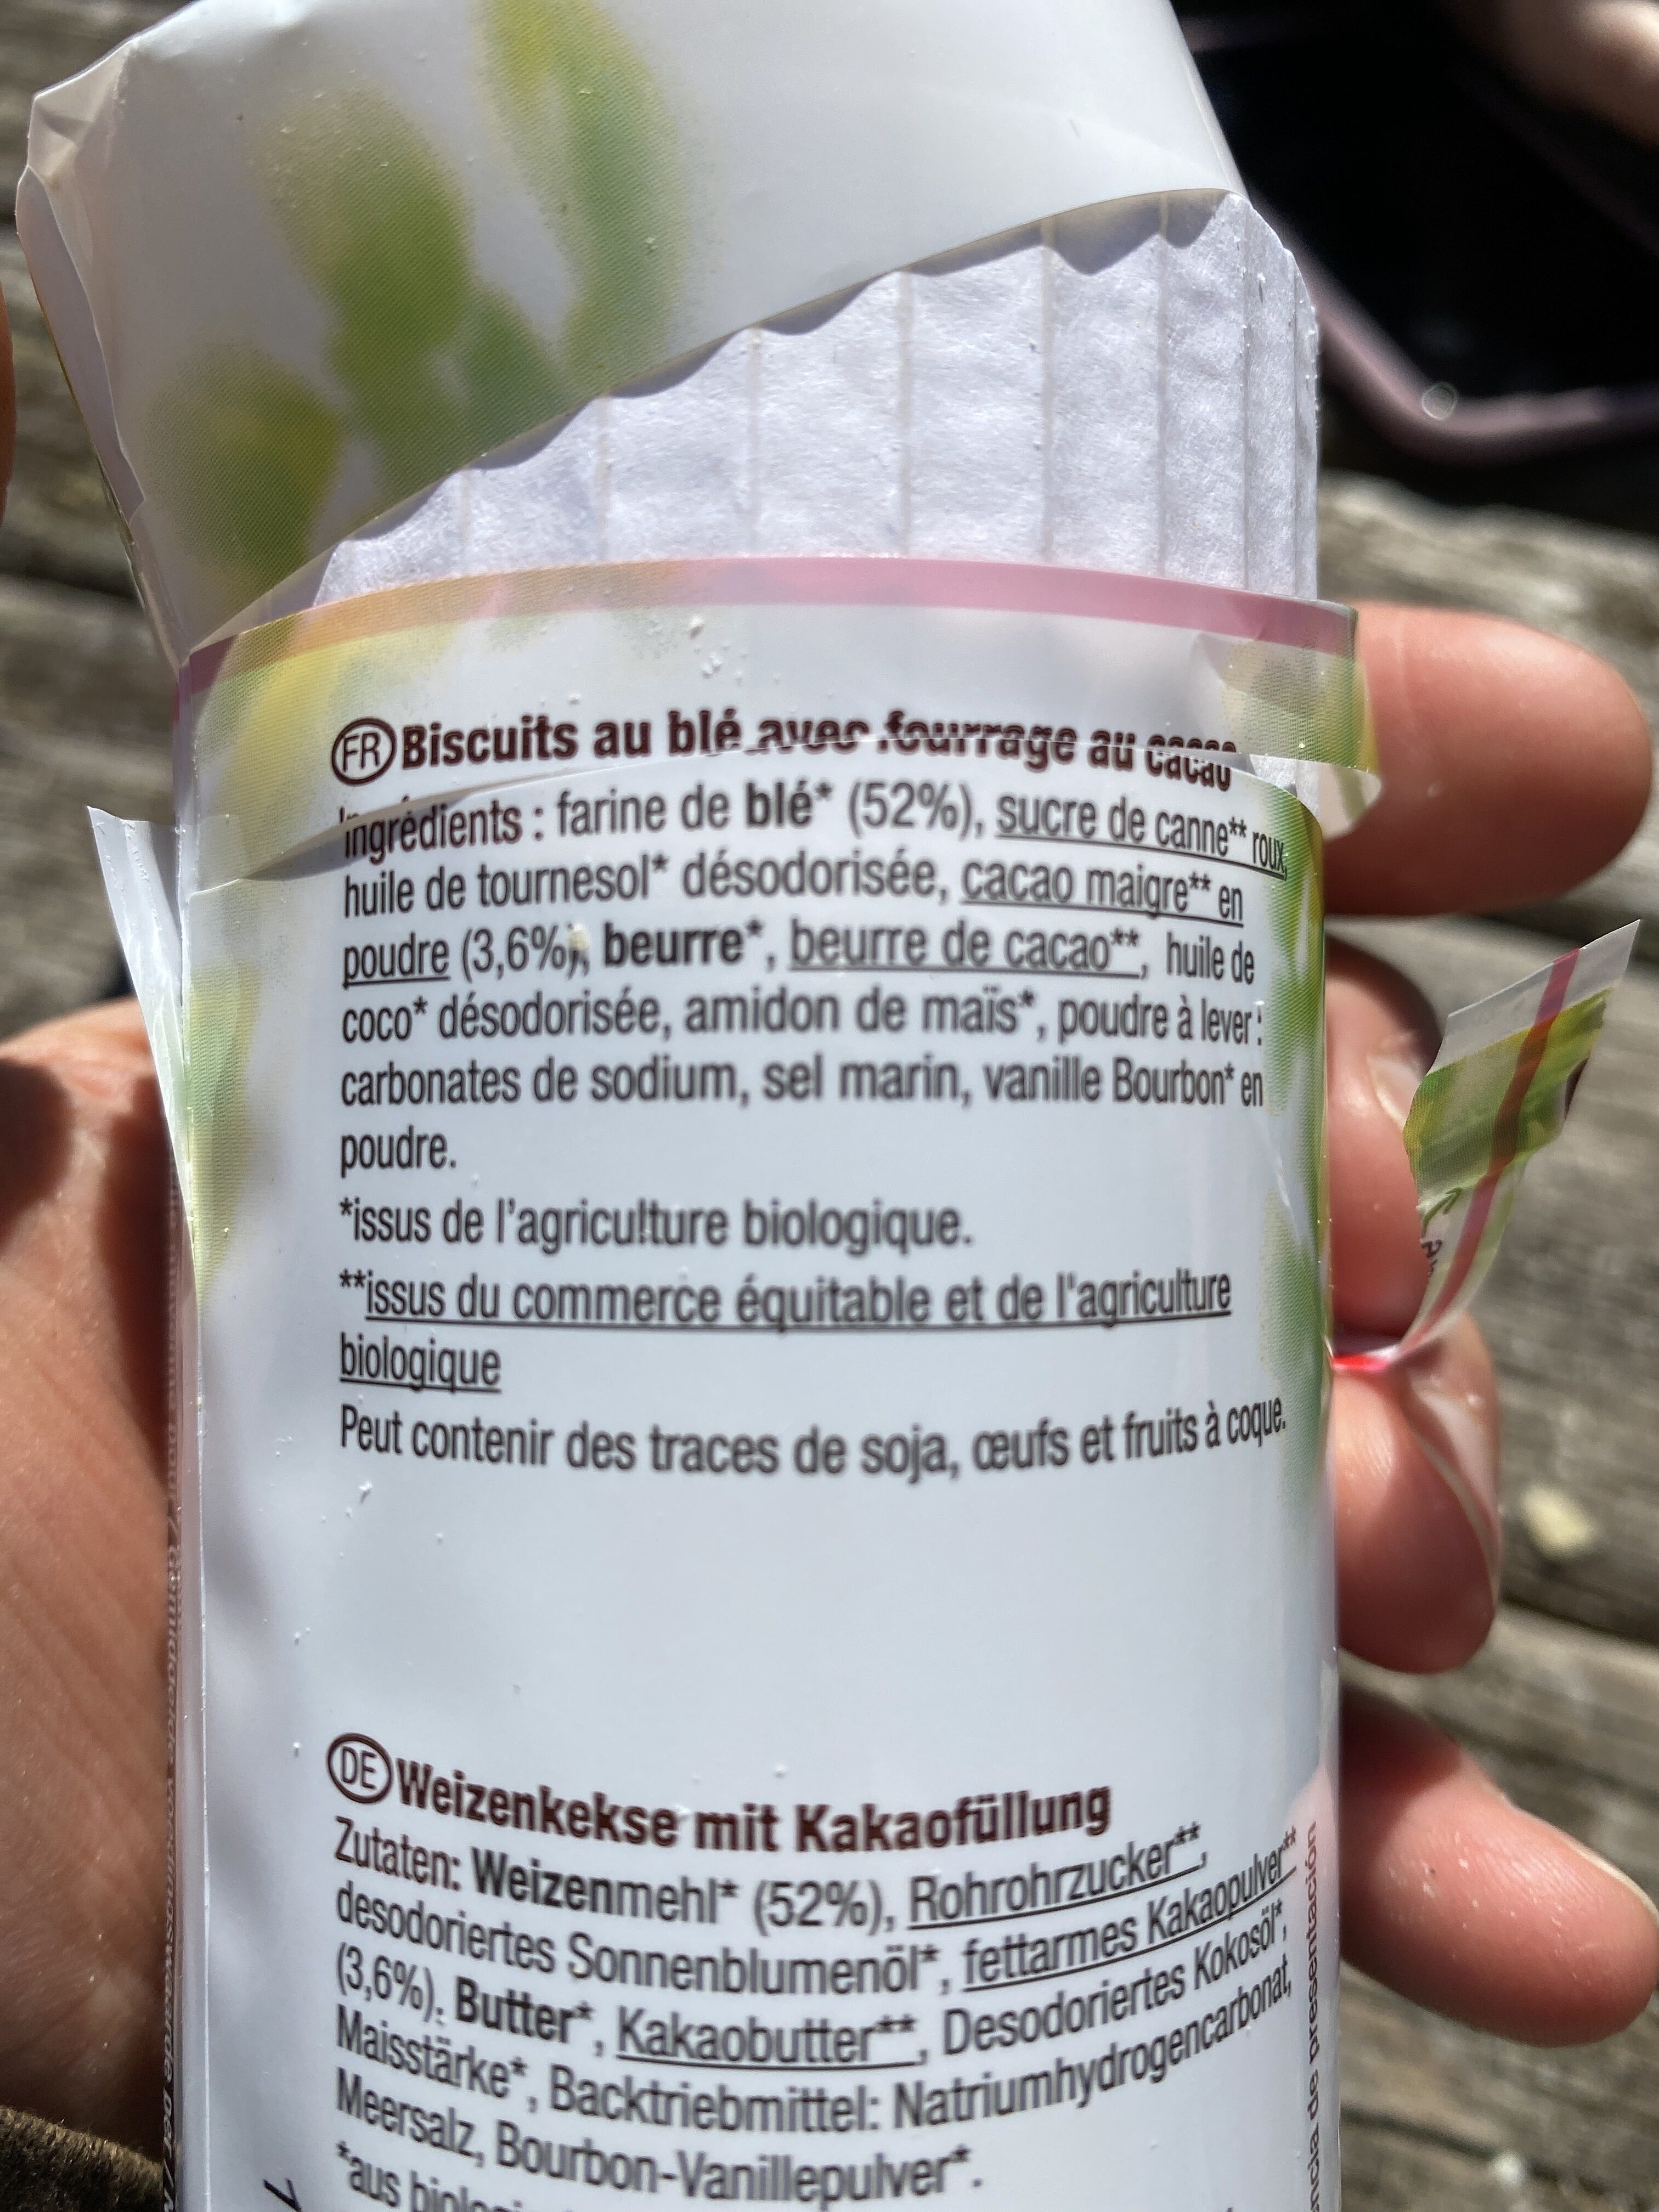 FR Biscuits au blé avec fourrage au cacao
Ingrédients : farine de blé* (52%), sucre de canne** roux,
huile de tournesol* désodorisée, cacao maigre** en
poudre (3,6%), beurre*, beurre de cacao**, huile de
coco* désodorisée, amidon de maïs*, poudre à lever :
carbonates de sodium, sel marin, vanille Bourbon* en
poudre.
*issus de l'agriculture biologique.
**issus du commerce équitable et de l'agriculture
biologique
Peut contenir des traces de soja, œufs et fruits à coque.
DE Weizenkekse mit Kakaofüllung
Zutaten: Weizenmehl* (52%), Rohrohrzucker**,
desodoriertes Sonnenblumenöl*, fettarmes Kakaopulver**
(3,6%), Butter*, Kakaobutter**, Desodoriertes Kokosöl*,
Maisstärke*, Backtriebmittel: Natriumhydrogencarbonat,
Meersalz, Bourbon-Vanillepulver*.
*aus
de presentación